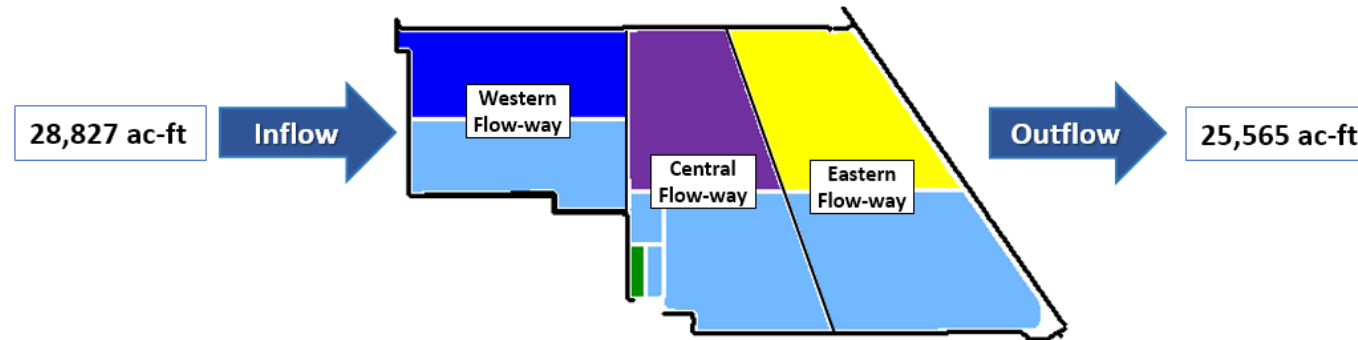 28,827 ac-ft
Inflow
Western
Flow-way
Central
Flow-way
Eastern
Flow-way
Outflow
25,565 ac-ft